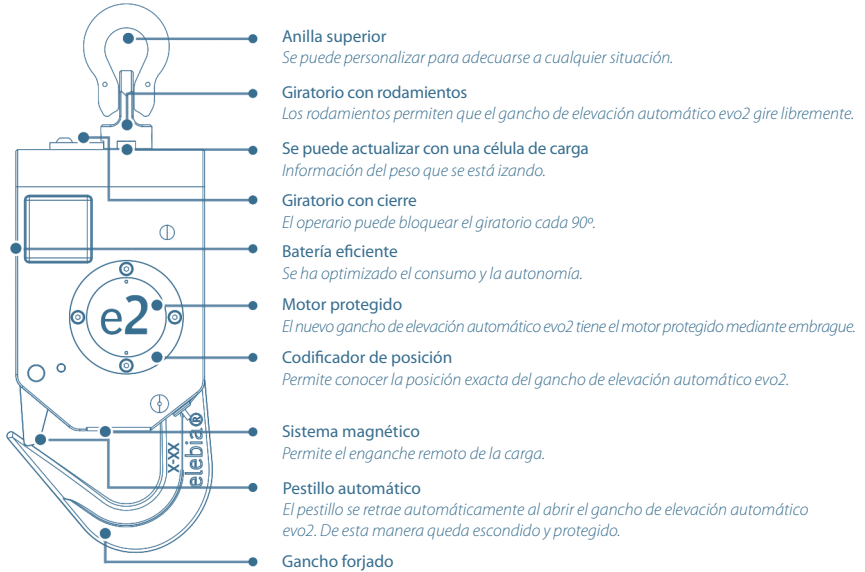 Anilla superior
Se puede personalizar para adecuarse a cualquier situación.
Giratorio con rodamientos
Los rodamientos permiten que el gancho de elevación automático evo2 gire libremente.
Se puede actualizar con una célula de carga
Información del peso que se está izando.
Giratorio con cierre
El operario puede bloquear el giratorio cada 90º.
Batería eficiente
Se ha optimizado el consumo y la autonomía.
Motor protegido
El nuevo gancho de elevación automático evo2 tiene el motor protegido mediante embrague.
e2
Codificador de posición
Permite conocer la posición exacta del gancho de elevación automático evo2.
Sistema magnético
Permite el enganche remoto de la carga.
x-xx
elebia®
Pestillo automático
El pestillo se retrae automáticamente al abrir el gancho de elevación automático
evo2. De esta manera queda escondido y protegido.
Gancho forjado